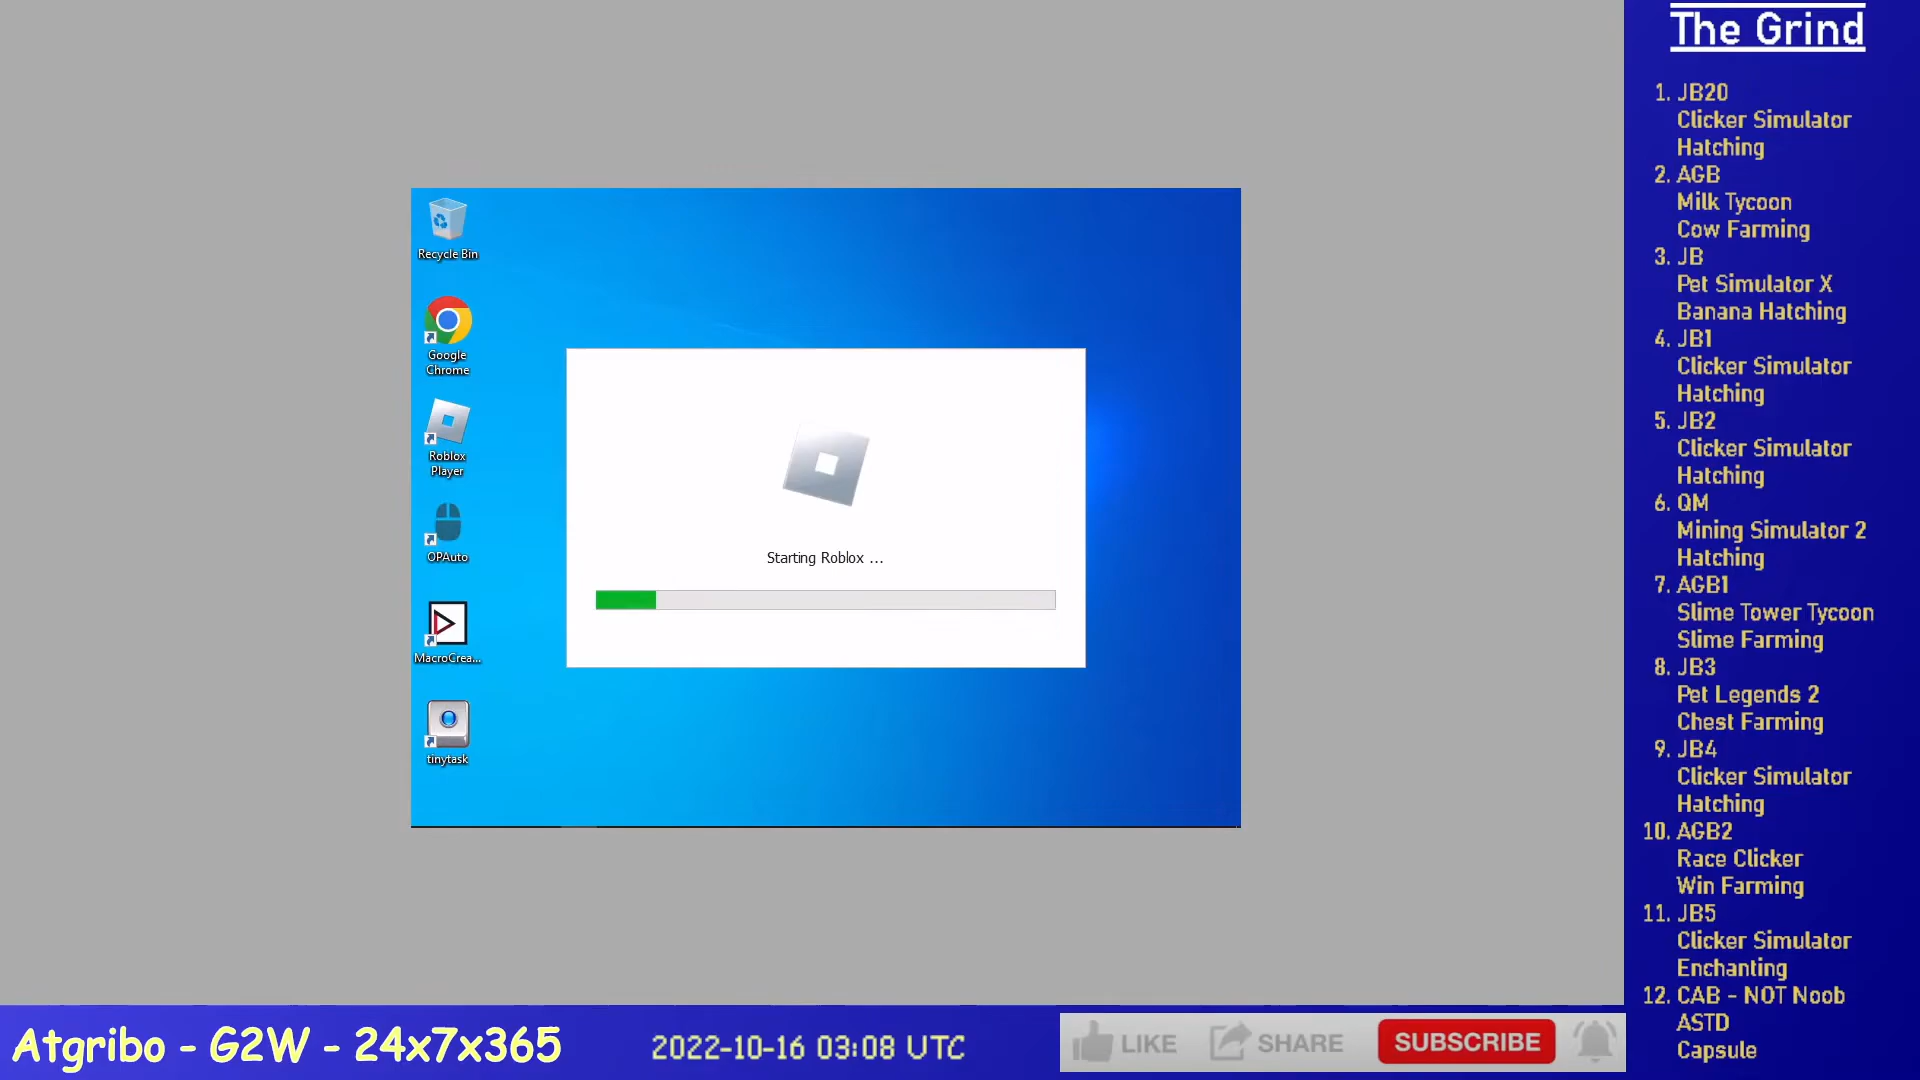 The Grind
1. JB20
Clicker Simulator
Hatching
2. AGB
Milk Tycoon
Cow Farming
3. JB
Pet Simulator X
Banana Hatching
4. JB1
Clicker Simulator
Hatching
5. JB2
Clicker Simulator
Hatching
6. QM
Mining Simulator 2
Hatching
7. AGB1
Slime Tower Tycoon
Slime Farming
8. JB3
Pet Legends 2
Chest Farming
9. JB4
Clicker Simulator
Hatching
10. AGB2
Race Clicker
Win Farming
11. JB5
Clicker Simulator
Enchanting
12. CAB - NOT Noob
ASTD
Capsule
Recycle Bin
Google
Chrome
Roblox
Player
OPAuto
MacroCrea...
tinytask
Starting Roblox ...
Atgribo - G2W - 24x7x365
2022-10-16 03:08 UTC
LIKE
SHARE
SUBSCRIBE